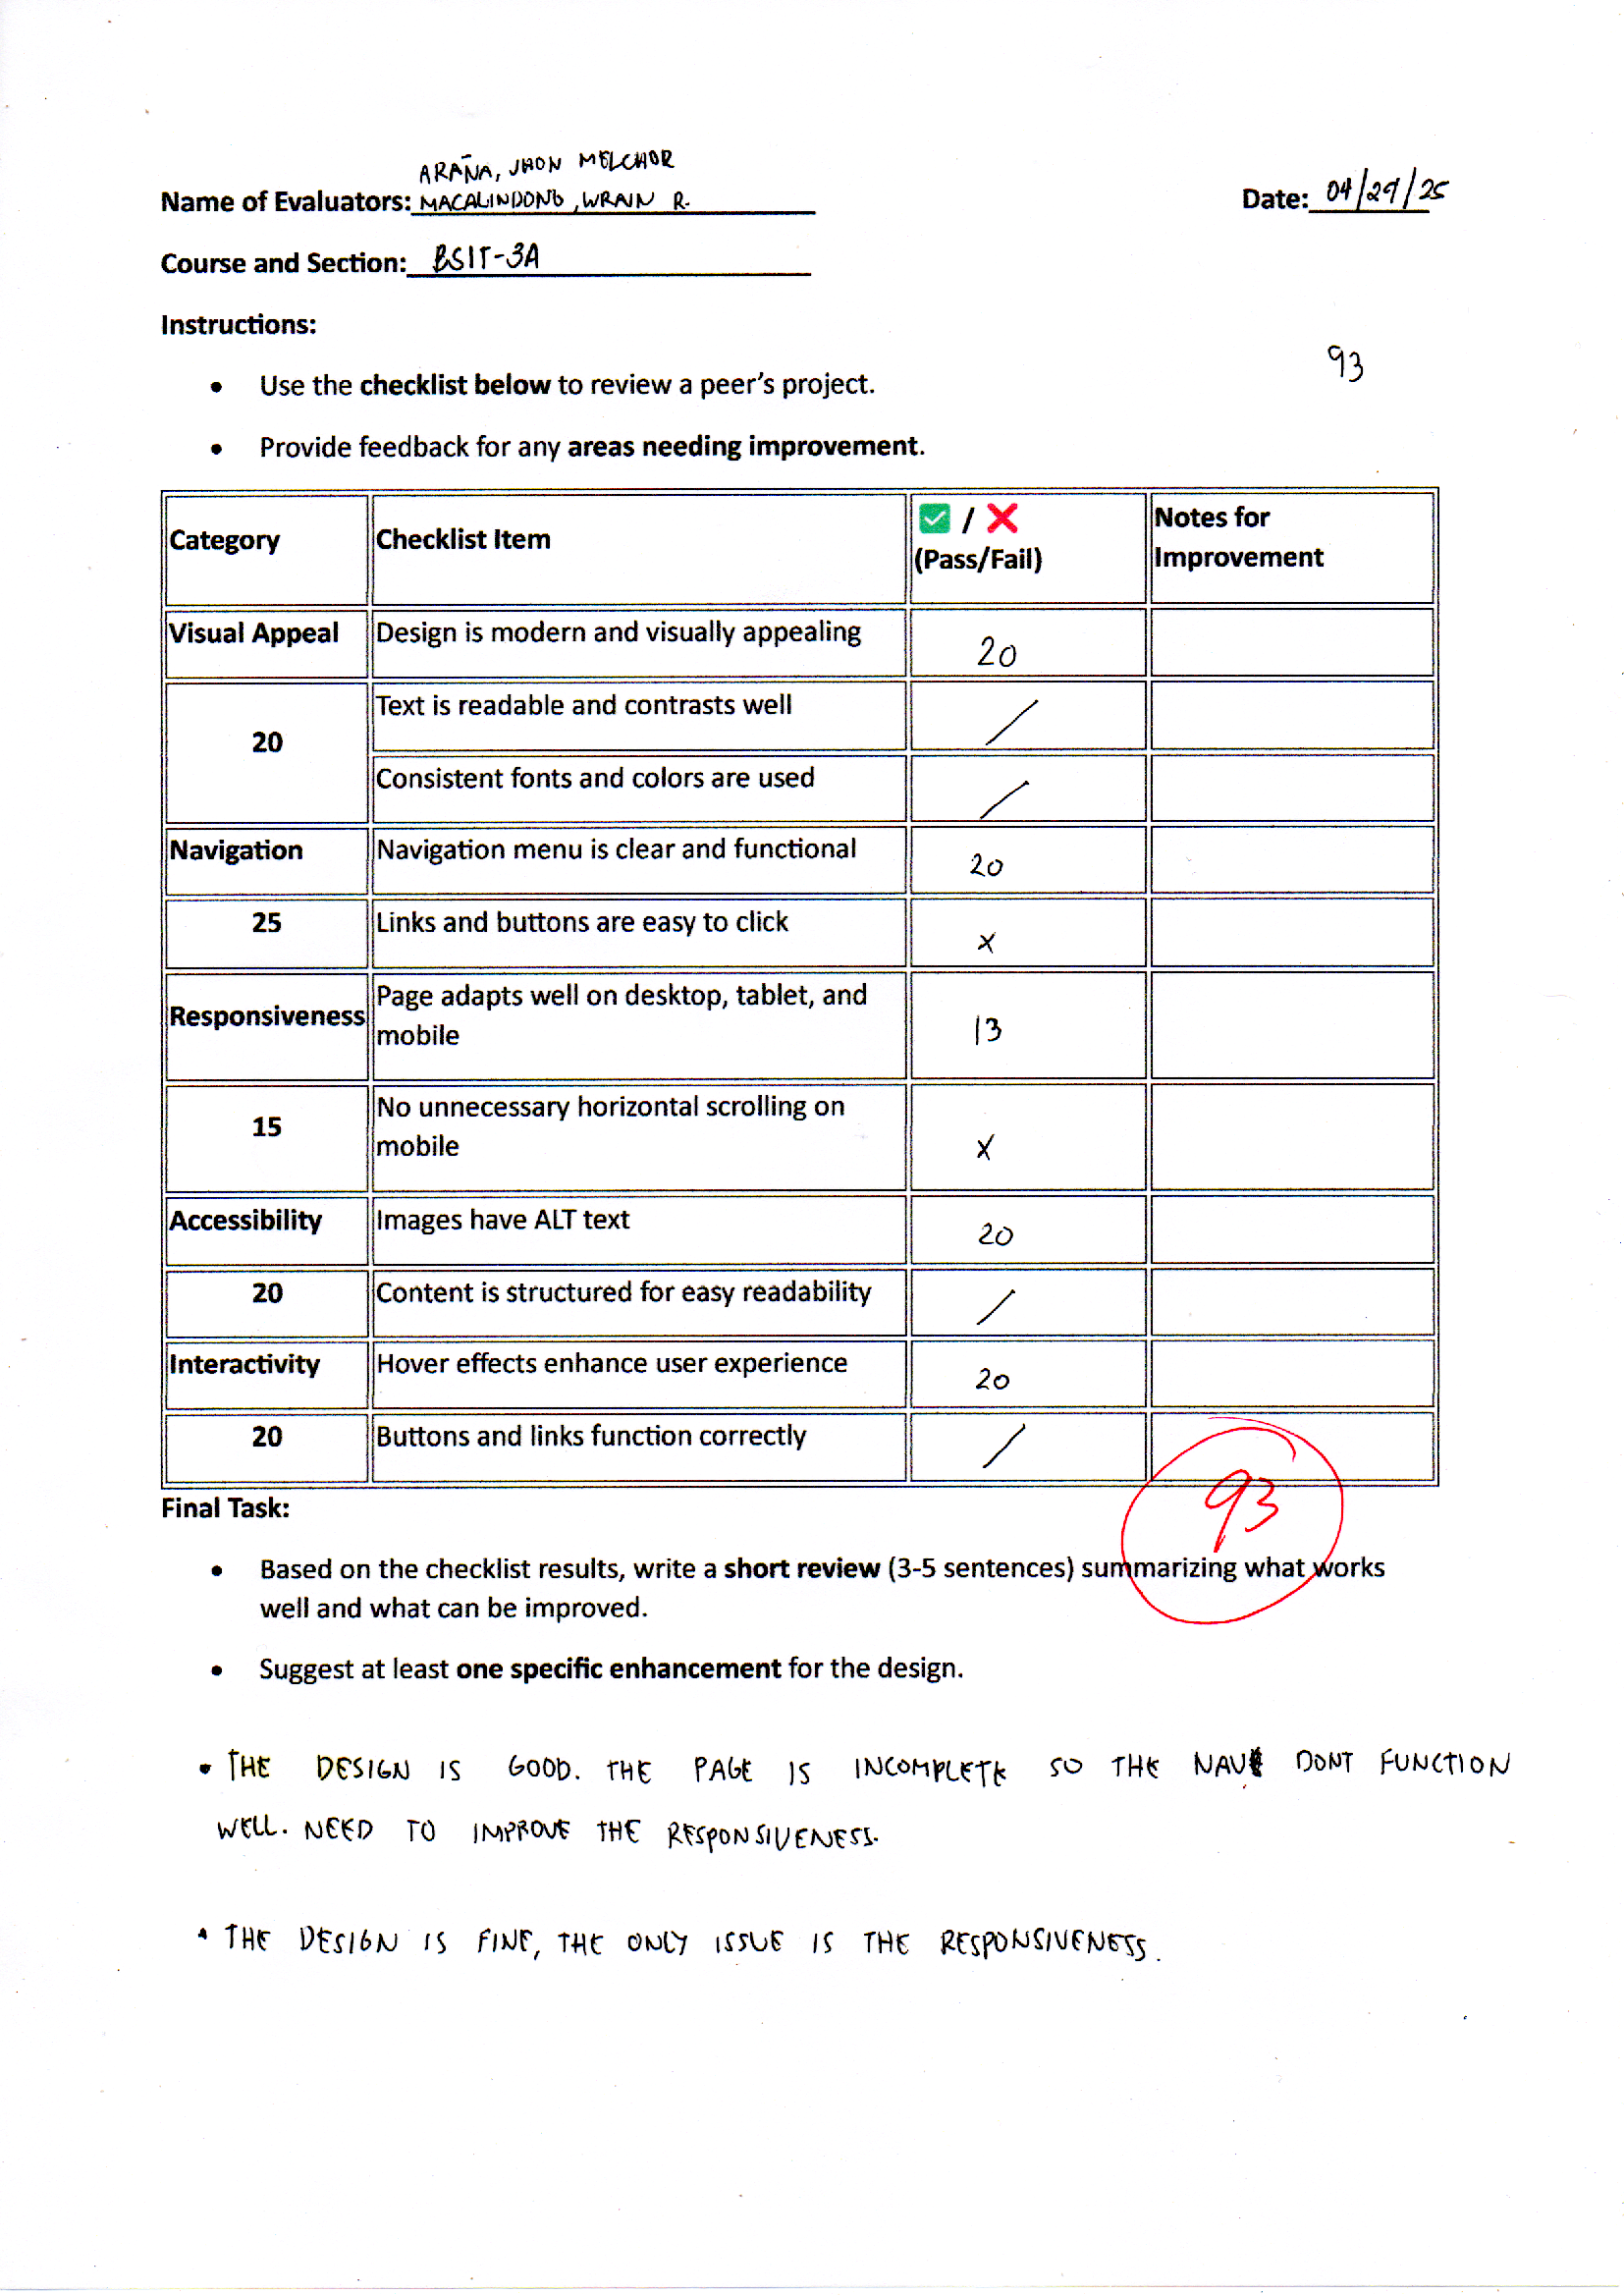 ARAÑA, JHON MELCHOR
Name of Evaluators: MACALINDONG, WRAIN R.
Date: 04/29/25
Course and Section: BSIT-3A
Instructions:
93
• Use the checklist below to review a peer's project.
• Provide feedback for any areas needing improvement.
Category Checklist Item ✅ / ❌ (Pass/Fail) Notes for Improvement
Visual Appeal Design is modern and visually appealing 20
20 Text is readable and contrasts well /
Consistent fonts and colors are used /
Navigation Navigation menu is clear and functional 20
25 Links and buttons are easy to click x
Responsiveness Page adapts well on desktop, tablet, and mobile 13
15 No unnecessary horizontal scrolling on mobile x
Accessibility Images have ALT text 20
20 Content is structured for easy readability /
Interactivity Hover effects enhance user experience 20
20 Buttons and links function correctly /
93
Final Task:
• Based on the checklist results, write a short review (3-5 sentences) summarizing what works
well and what can be improved.
• Suggest at least one specific enhancement for the design.
• THE DESIGN IS GOOD. THE PAGE IS INCOMPLETE SO THE NAV DONT FUNCTION
WELL. NEED TO IMPROVE THE RESPONSIVENESS.
• THE DESIGN IS FINE, THE ONLY ISSUE IS THE RESPONSIVENESS.